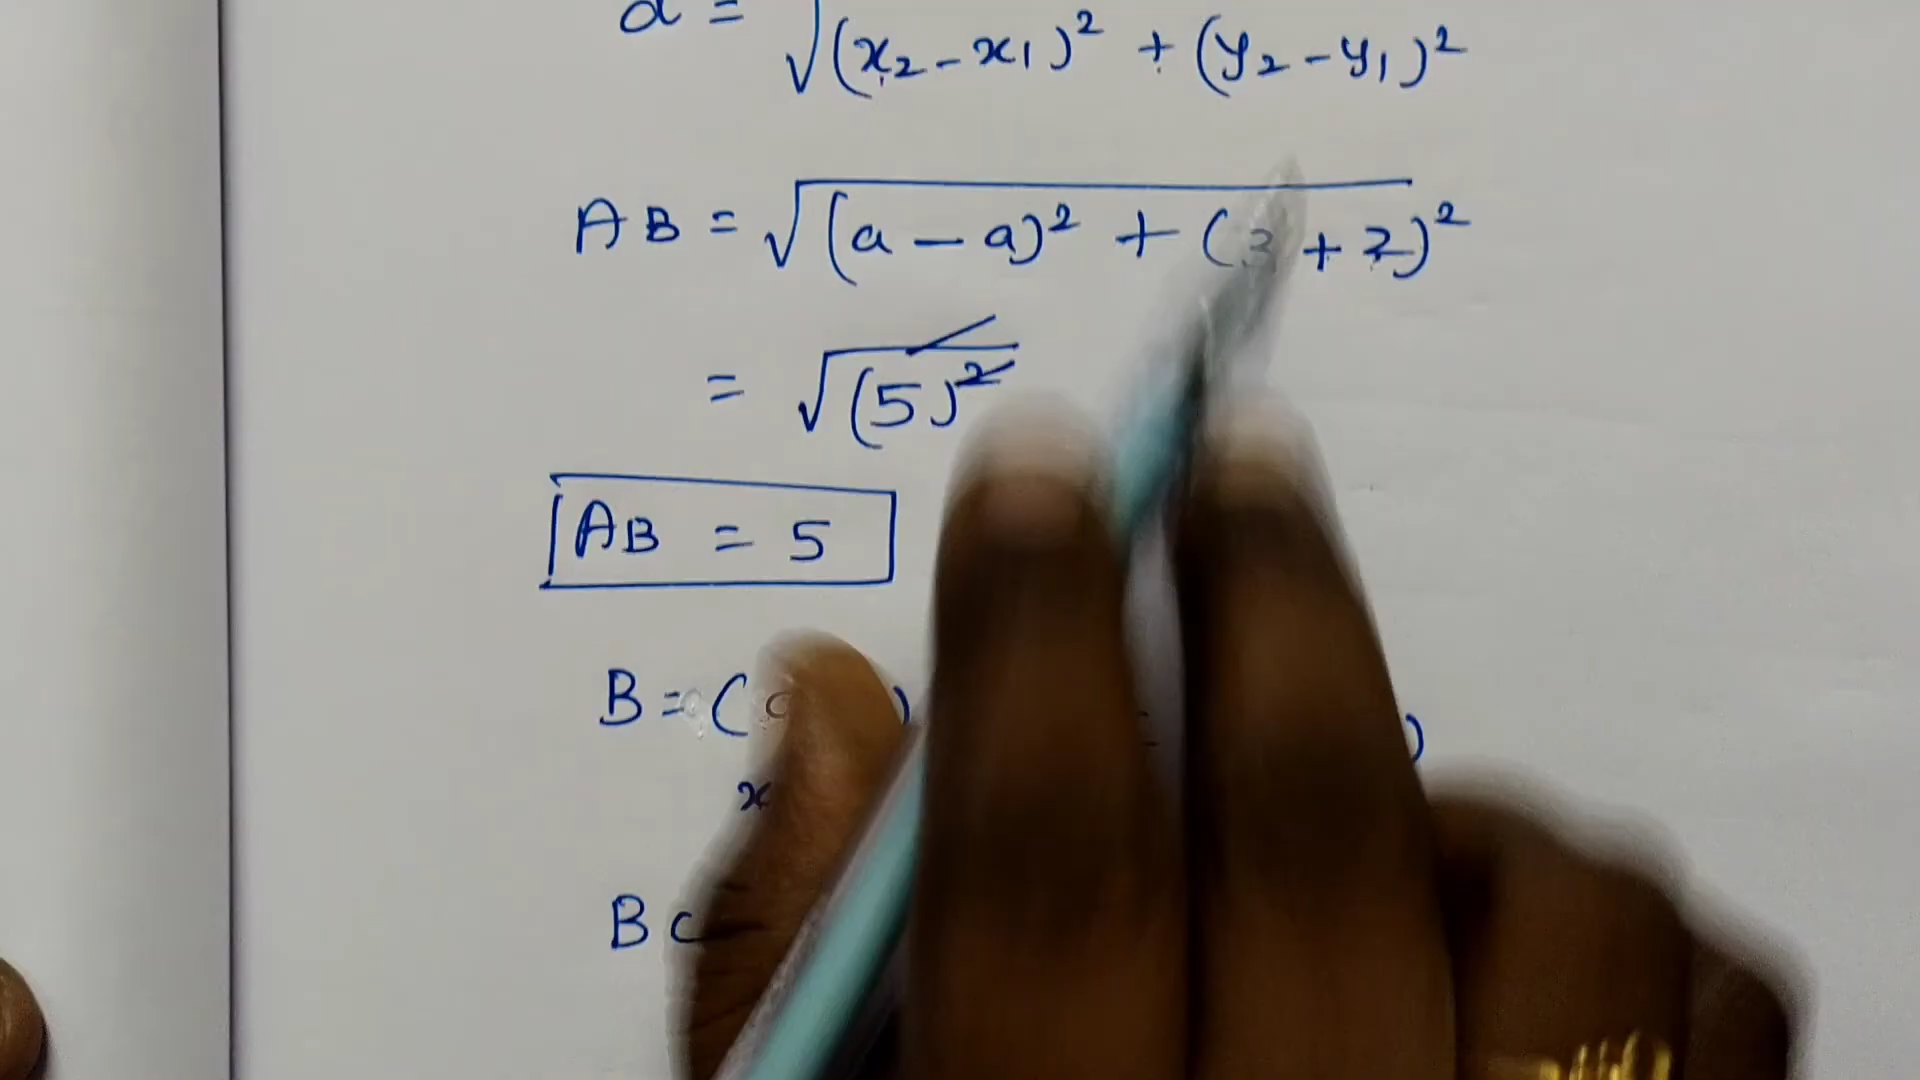 d = √(x₂ - x₁)² + (y₂ - y₁)²
AB = √(a - a)² + (3 + 2)²
= √(5)²
AB = 5
B = ( )
x
BC